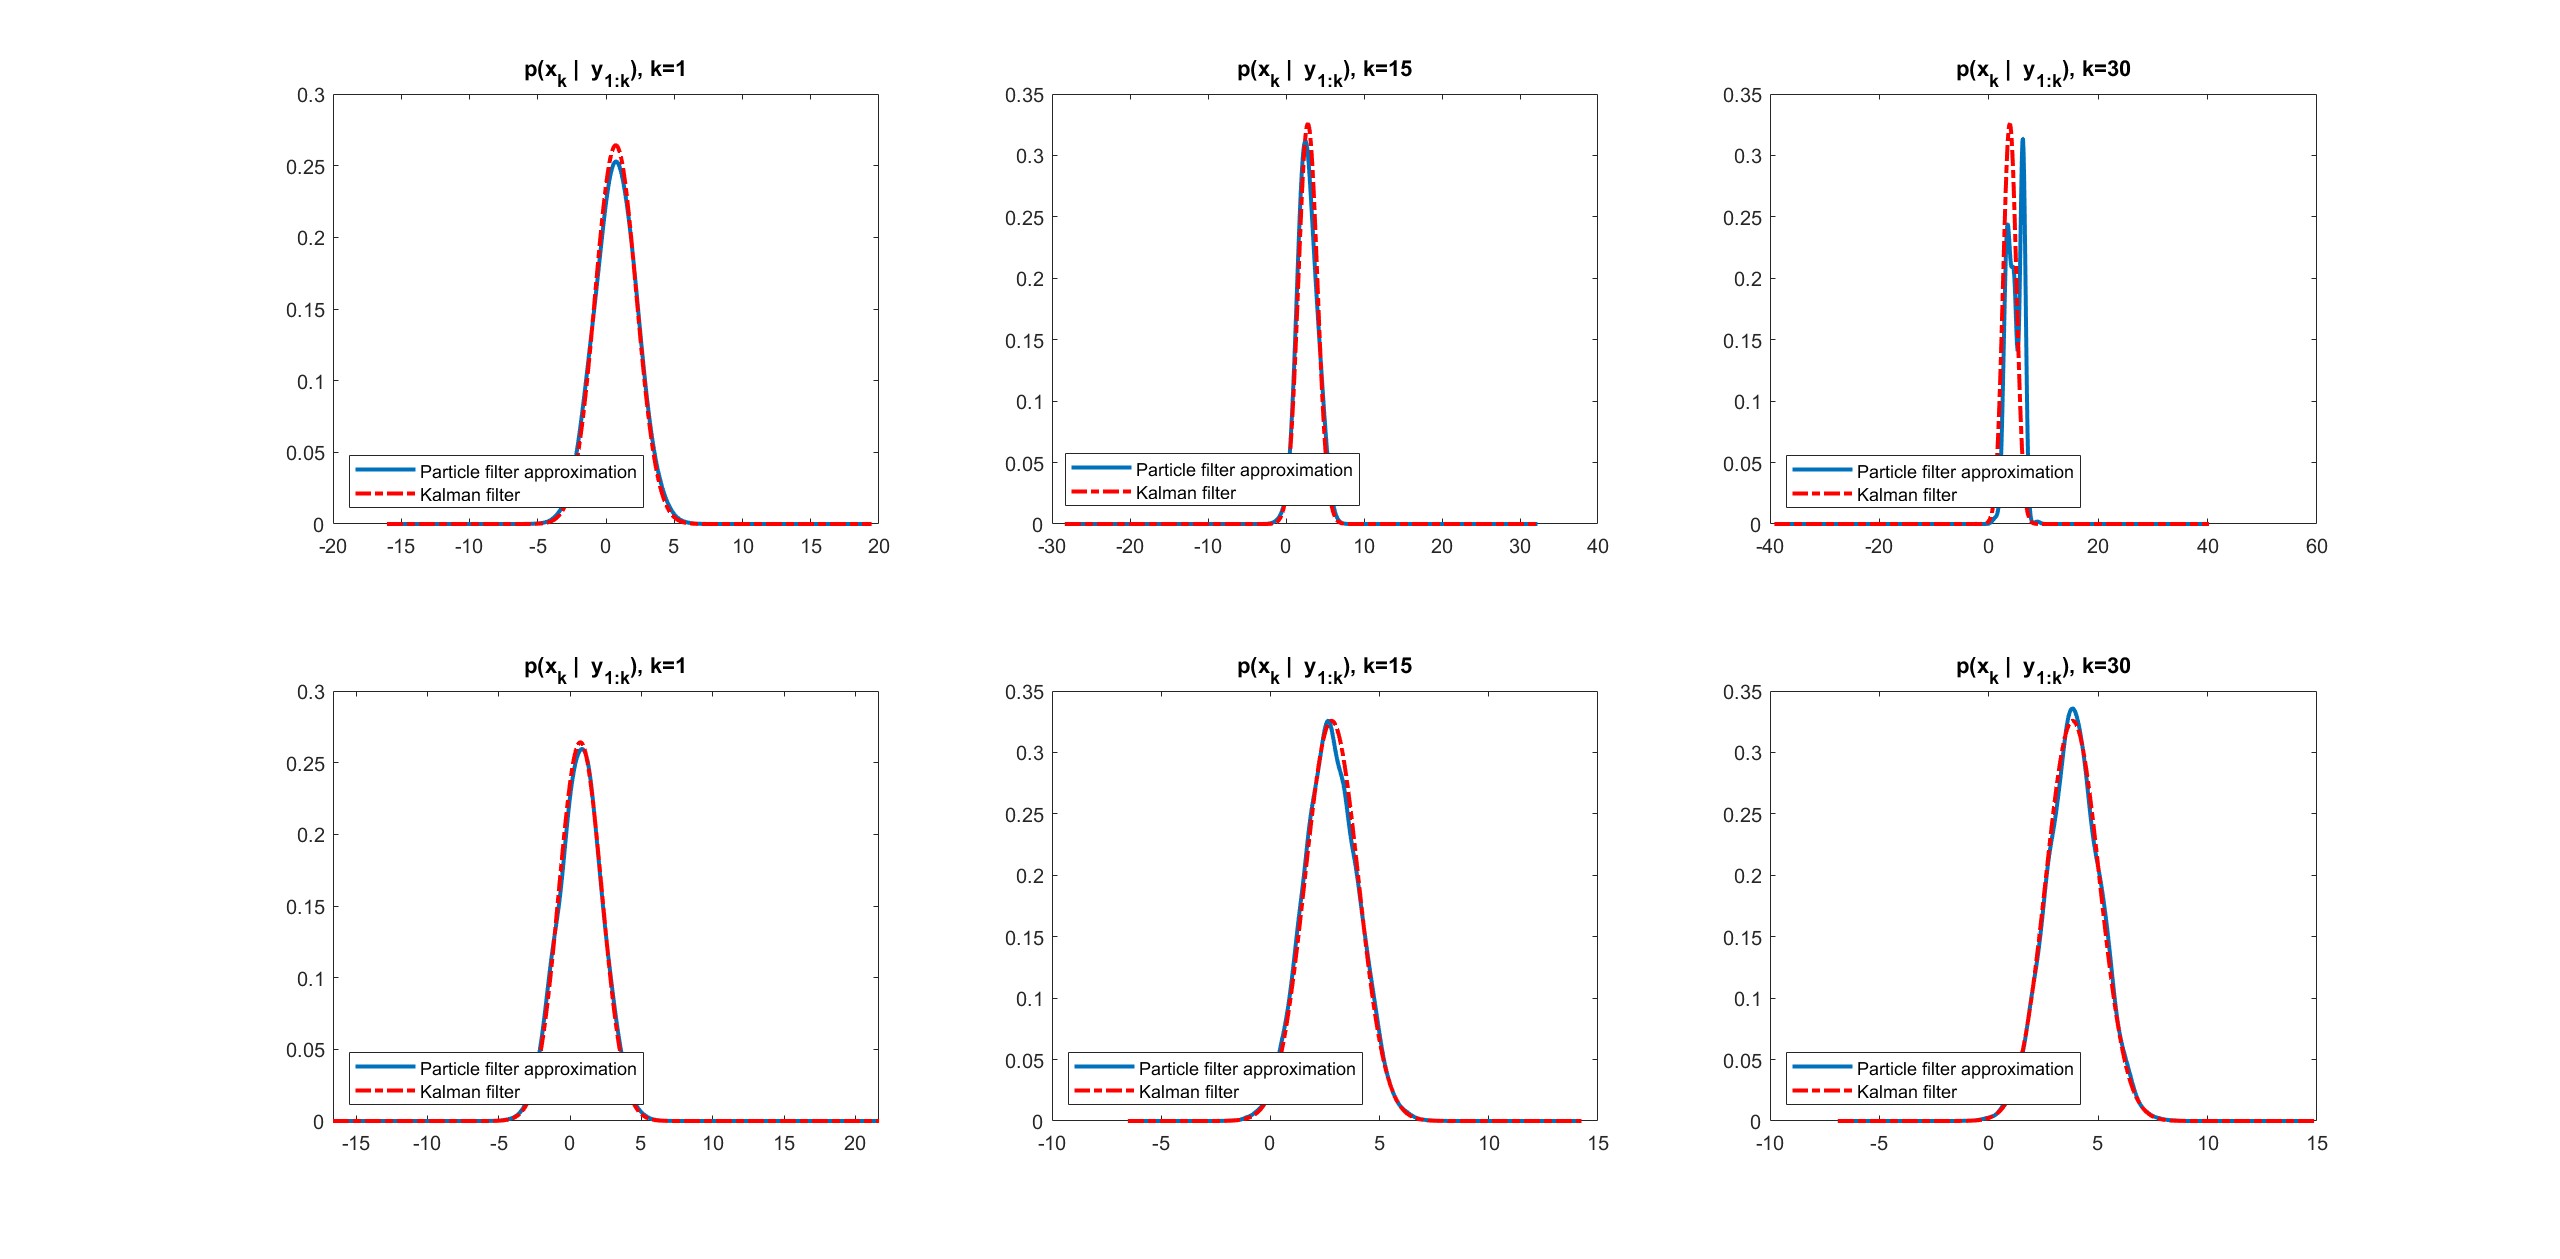 p(x_k | y_1:k), k=1
0.3
0.25
0.2
0.15
0.1
0.05
0
Particle filter approximation
Kalman filter
-20 -15 -10 -5 0 5 10 15 20
p(x_k | y_1:k), k=15
0.35
0.3
0.25
0.2
0.15
0.1
0.05
0
Particle filter approximation
Kalman filter
-30 -20 -10 0 10 20 30 40
p(x_k | y_1:k), k=30
0.35
0.3
0.25
0.2
0.15
0.1
0.05
0
Particle filter approximation
Kalman filter
-40 -20 0 20 40 60
p(x_k | y_1:k), k=1
0.3
0.25
0.2
0.15
0.1
0.05
0
Particle filter approximation
Kalman filter
-15 -10 -5 0 5 10 15 20
p(x_k | y_1:k), k=15
0.35
0.3
0.25
0.2
0.15
0.1
0.05
0
Particle filter approximation
Kalman filter
-10 -5 0 5 10 15
p(x_k | y_1:k), k=30
0.35
0.3
0.25
0.2
0.15
0.1
0.05
0
Particle filter approximation
Kalman filter
-10 -5 0 5 10 15